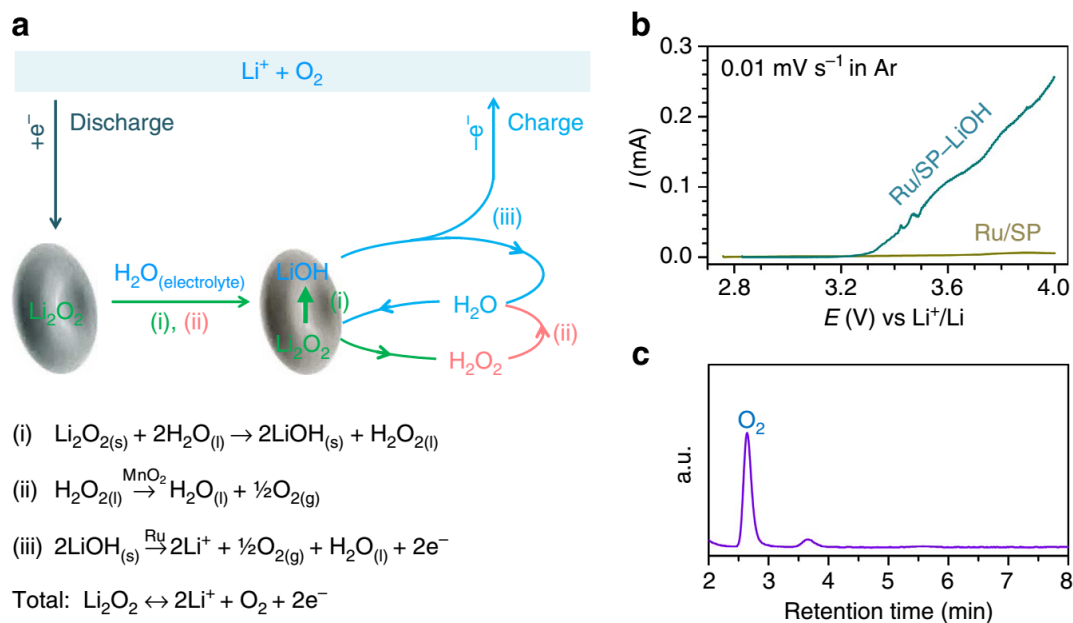 a
Li⁺ + O₂
+e⁻
Discharge
−e⁻
Charge
(iii)
Li₂O₂
H₂O(electrolyte)
(i), (ii)
LiOH
(i)
Li₂O₂
H₂O
(ii)
H₂O₂
(i) Li₂O₂(s) + 2H₂O(l) → 2LiOH(s) + H₂O₂(l)
(ii) H₂O₂(l) MnO₂→ H₂O(l) + ½O₂(g)
(iii) 2LiOH(s) Ru→ 2Li⁺ + ½O₂(g) + H₂O(l) + 2e⁻
Total: Li₂O₂ ↔ 2Li⁺ + O₂ + 2e⁻
b
0.01 mV s⁻¹ in Ar
0.3
0.2
0.1
0.0
I (mA)
Ru/SP–LiOH
Ru/SP
2.8 3.2 3.6 4.0
E (V) vs Li⁺/Li
c
O₂
a.u.
2 3 4 5 6 7 8
Retention time (min)